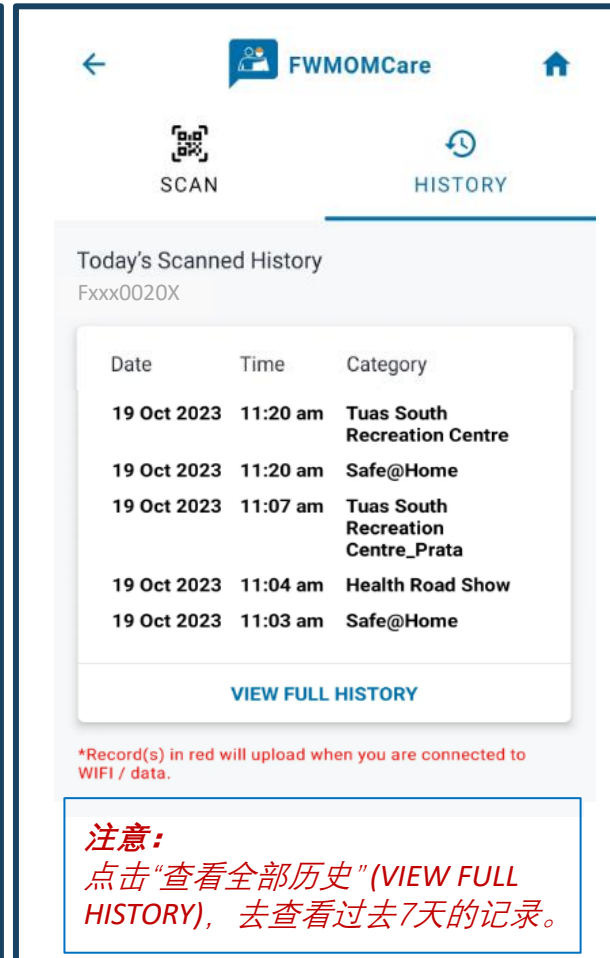 FWMOMCare
SCAN
HISTORY
Today's Scanned History
Fxxx0020X
Date Time Category
19 Oct 2023 11:20 am Tuas South
Recreation Centre
19 Oct 2023 11:20 am Safe@Home
19 Oct 2023 11:07 am Tuas South
Recreation
Centre_Prata
19 Oct 2023 11:04 am Health Road Show
19 Oct 2023 11:03 am Safe@Home
VIEW FULL HISTORY
*Record(s) in red will upload when you are connected to
WIFI / data.
注意：
点击“查看全部历史”(VIEW FULL
HISTORY)，去查看过去7天的记录。